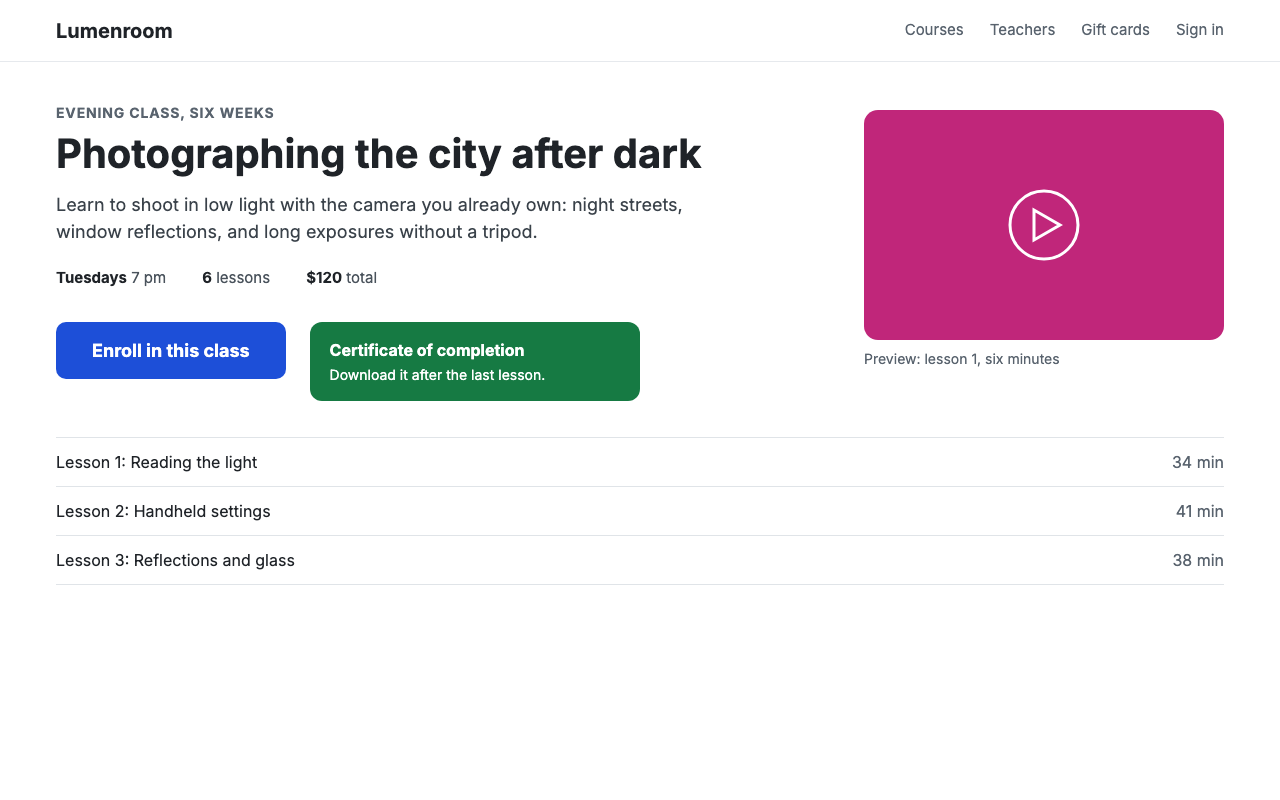 Lumenroom
Courses Teachers Gift cards Sign in
EVENING CLASS, SIX WEEKS
Photographing the city after dark
Learn to shoot in low light with the camera you already own: night streets,
window reflections, and long exposures without a tripod.
Tuesdays 7 pm 6 lessons $120 total
Enroll in this class
Certificate of completion
Download it after the last lesson.
Preview: lesson 1, six minutes
Lesson 1: Reading the light 34 min
Lesson 2: Handheld settings 41 min
Lesson 3: Reflections and glass 38 min